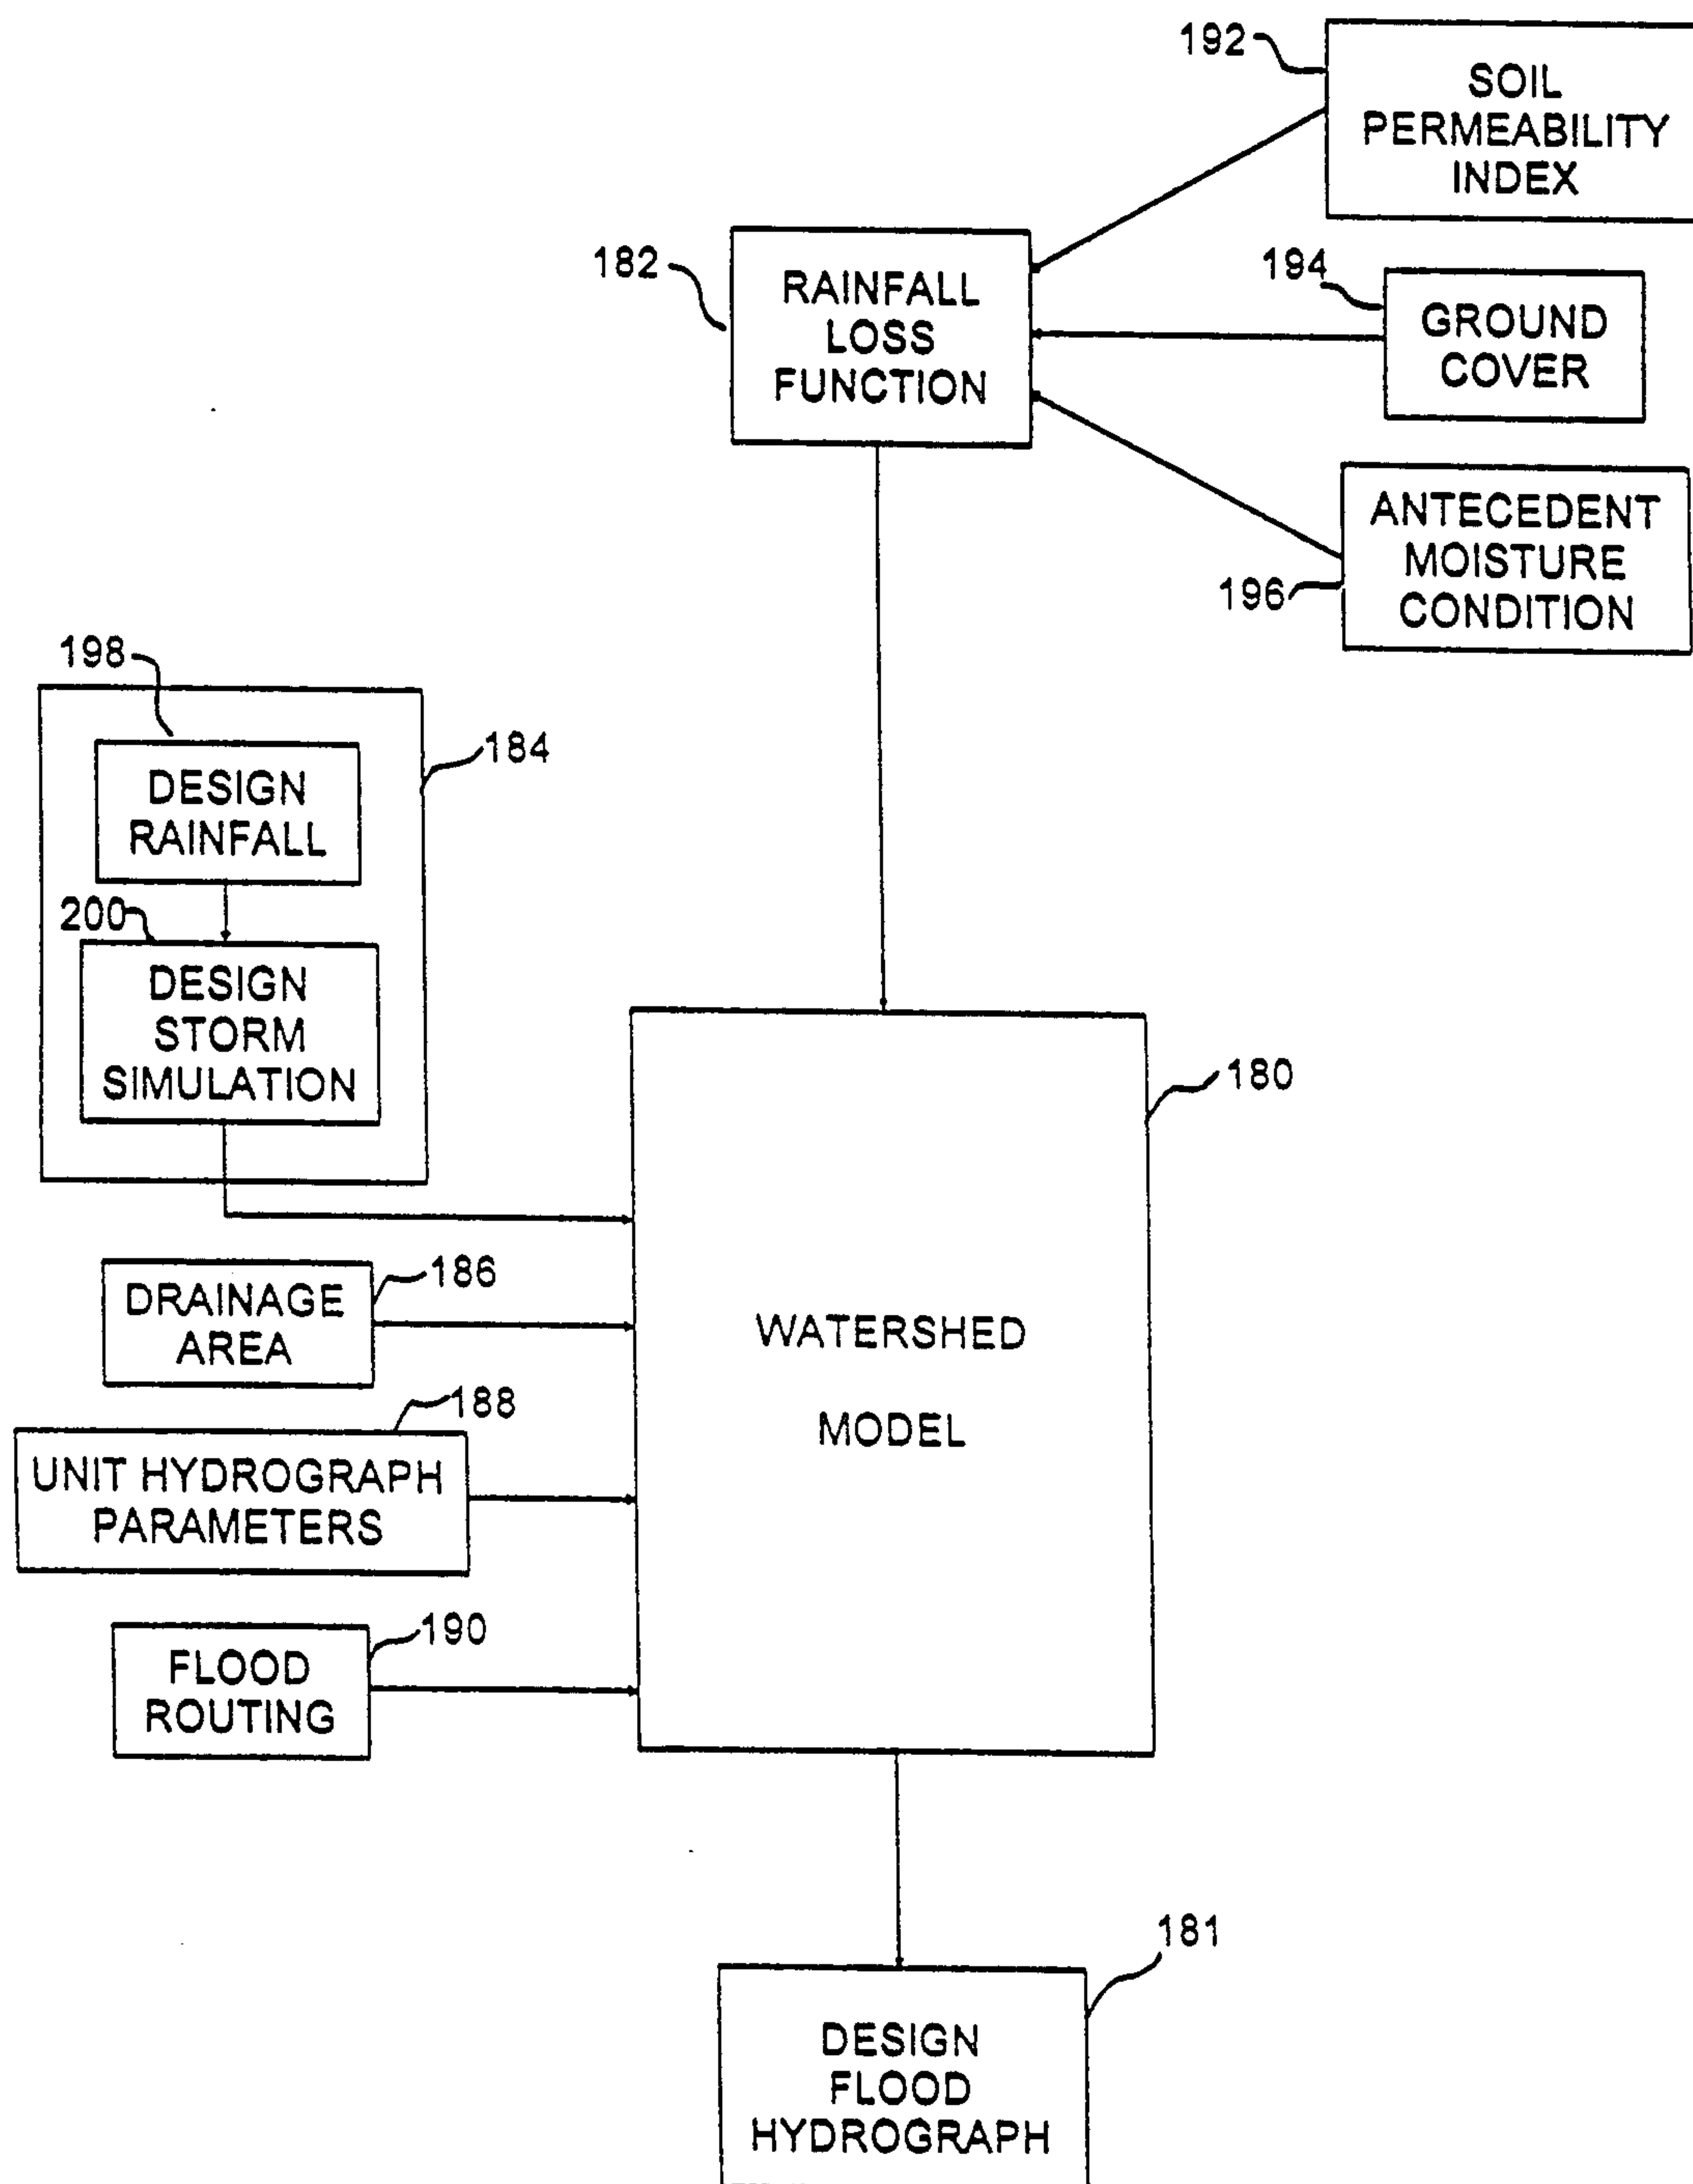 192
SOIL
PERMEABILITY
INDEX
182
RAINFALL
LOSS
FUNCTION
194
GROUND
COVER
196
ANTECEDENT
MOISTURE
CONDITION
198
184
DESIGN
RAINFALL
200
DESIGN
STORM
SIMULATION
180
WATERSHED
MODEL
186
DRAINAGE
AREA
188
UNIT HYDROGRAPH
PARAMETERS
190
FLOOD
ROUTING
181
DESIGN
FLOOD
HYDROGRAPH